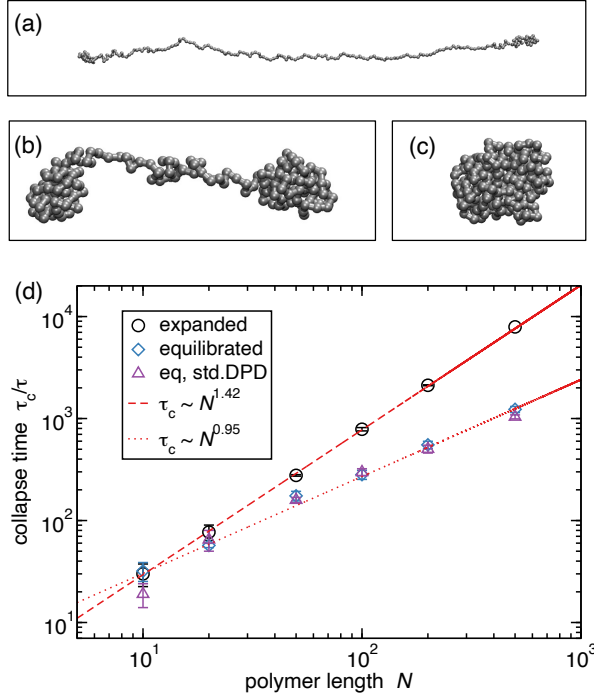 (a)
(b)
(c)
(d)
10^4
10^3
10^2
10^1
collapse time τ_c/τ
expanded
equilibrated
eq, std.DPD
τ_c ~ N^1.42
τ_c ~ N^0.95
10^1
10^2
10^3
polymer length N